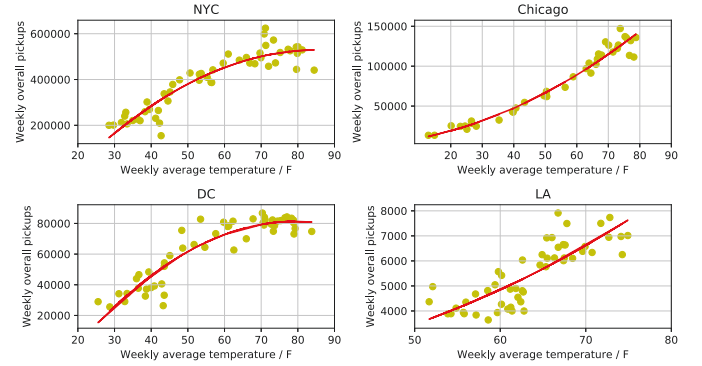 NYC
Weekly overall pickups
600000
400000
200000
20 30 40 50 60 70 80 90
Weekly average temperature / F
Chicago
Weekly overall pickups
150000
100000
50000
20 30 40 50 60 70 80 90
Weekly average temperature / F
DC
Weekly overall pickups
80000
60000
40000
20000
20 30 40 50 60 70 80 90
Weekly average temperature / F
LA
Weekly overall pickups
8000
7000
6000
5000
4000
50 60 70 80
Weekly average temperature / F